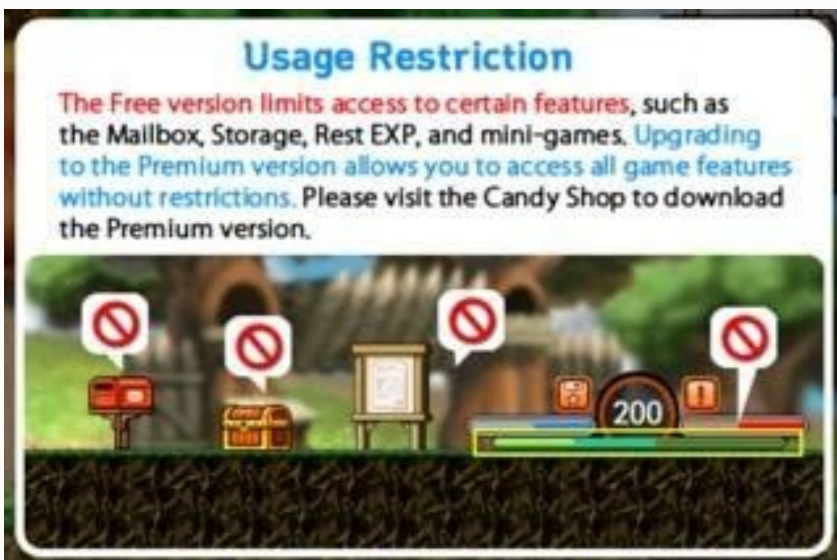 Usage Restriction
The Free version limits access to certain features, such as
the Mailbox, Storage, Rest EXP, and mini-games. Upgrading
to the Premium version allows you to access all game features
without restrictions. Please visit the Candy Shop to download
the Premium version.
200